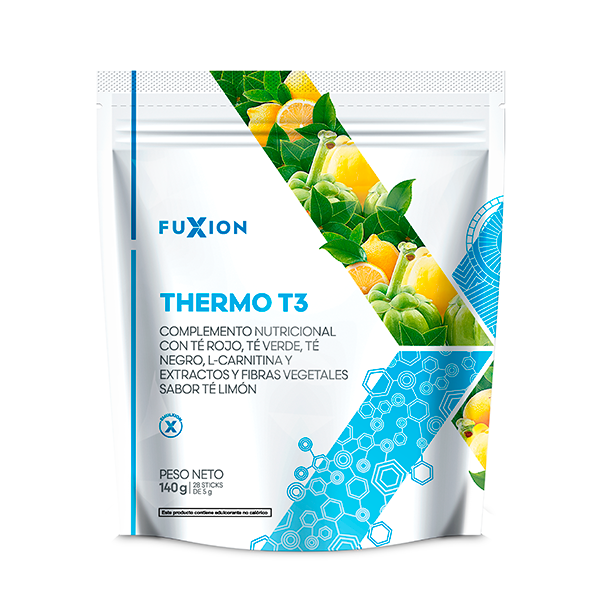 FUXION
THERMO T3
COMPLEMENTO NUTRICIONAL
CON TÉ ROJO, TÉ VERDE, TÉ
NEGRO, L-CARNITINA Y
EXTRACTOS Y FIBRAS VEGETALES
SABOR TÉ LIMÓN
X
PESO NETO
140g | 28 STICKS
DE 5 g
Este producto contiene edulcorante no calórico